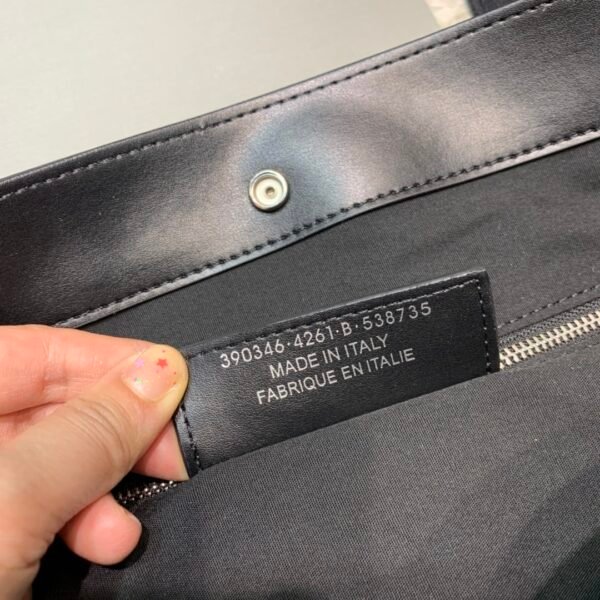 390346·4261·B·538735
MADE IN ITALY
FABRIQUE EN ITALIE